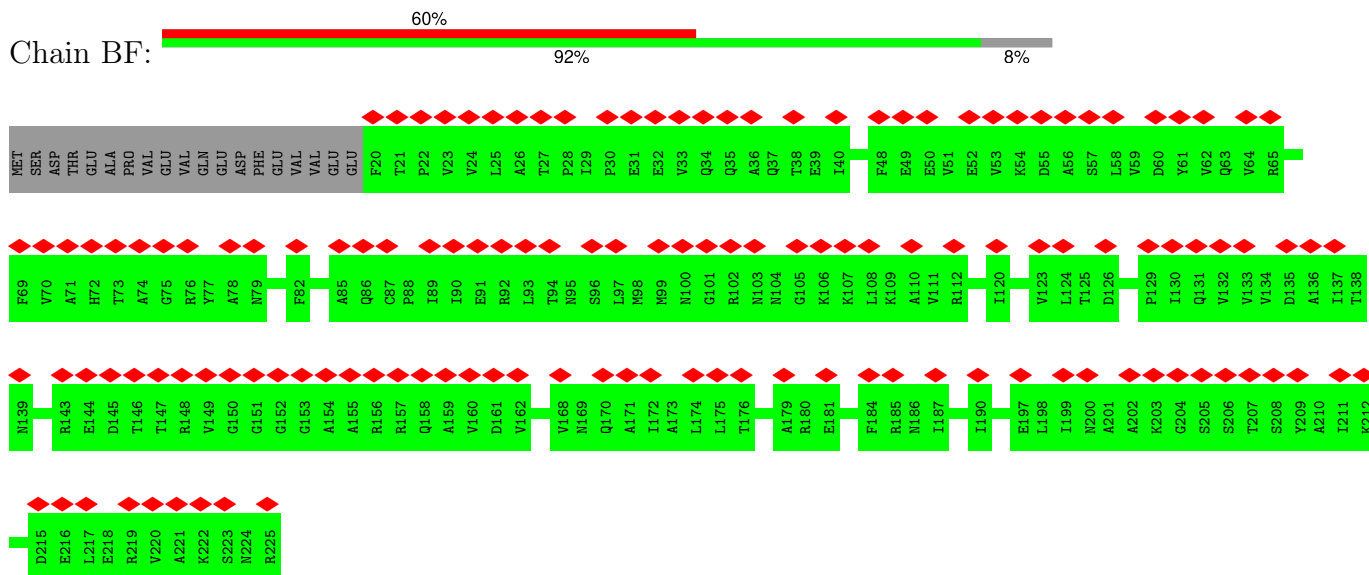 60%
Chain BF:
92% 8%
MET SER ASP THR GLU ALA PRO VAL GLU VAL GLN GLU ASP PHE GLU VAL VAL GLU GLU F20 T21 P22 V23 V24 L25 A26 T27 P28 I29 P30 E31 E32 V33 Q34 Q35 A36 Q37 T38 E39 I40 F48 E49 E50 V51 E52 V53 K54 D55 A56 S57 L58 V59 D60 Y61 V62 Q63 V64 R65
F69 V70 A71 H72 T73 A74 G75 R76 Y77 A78 N79 F82 A85 Q86 C87 P88 I89 I90 E91 R92 L93 T94 N95 S96 L97 M98 M99 N100 G101 R102 N103 N104 G105 K106 K107 L108 K109 A110 V111 R112 I120 V123 L124 T125 D126 P129 I130 Q131 V132 V133 V134 D135 A136 I137 T138
N139 R143 E144 D145 T146 T147 R148 V149 G150 G151 G152 G153 A154 A155 R156 R157 Q158 A159 V160 D161 V162 V168 N169 Q170 A171 I172 A173 L174 L175 T176 A179 R180 E181 F184 R185 N186 I187 I190 E197 L198 I199 N200 A201 A202 K203 G204 S205 S206 T207 S208 Y209 A210 I211 K212
D215 E216 L217 E218 R219 V220 A221 K222 S223 N224 R225